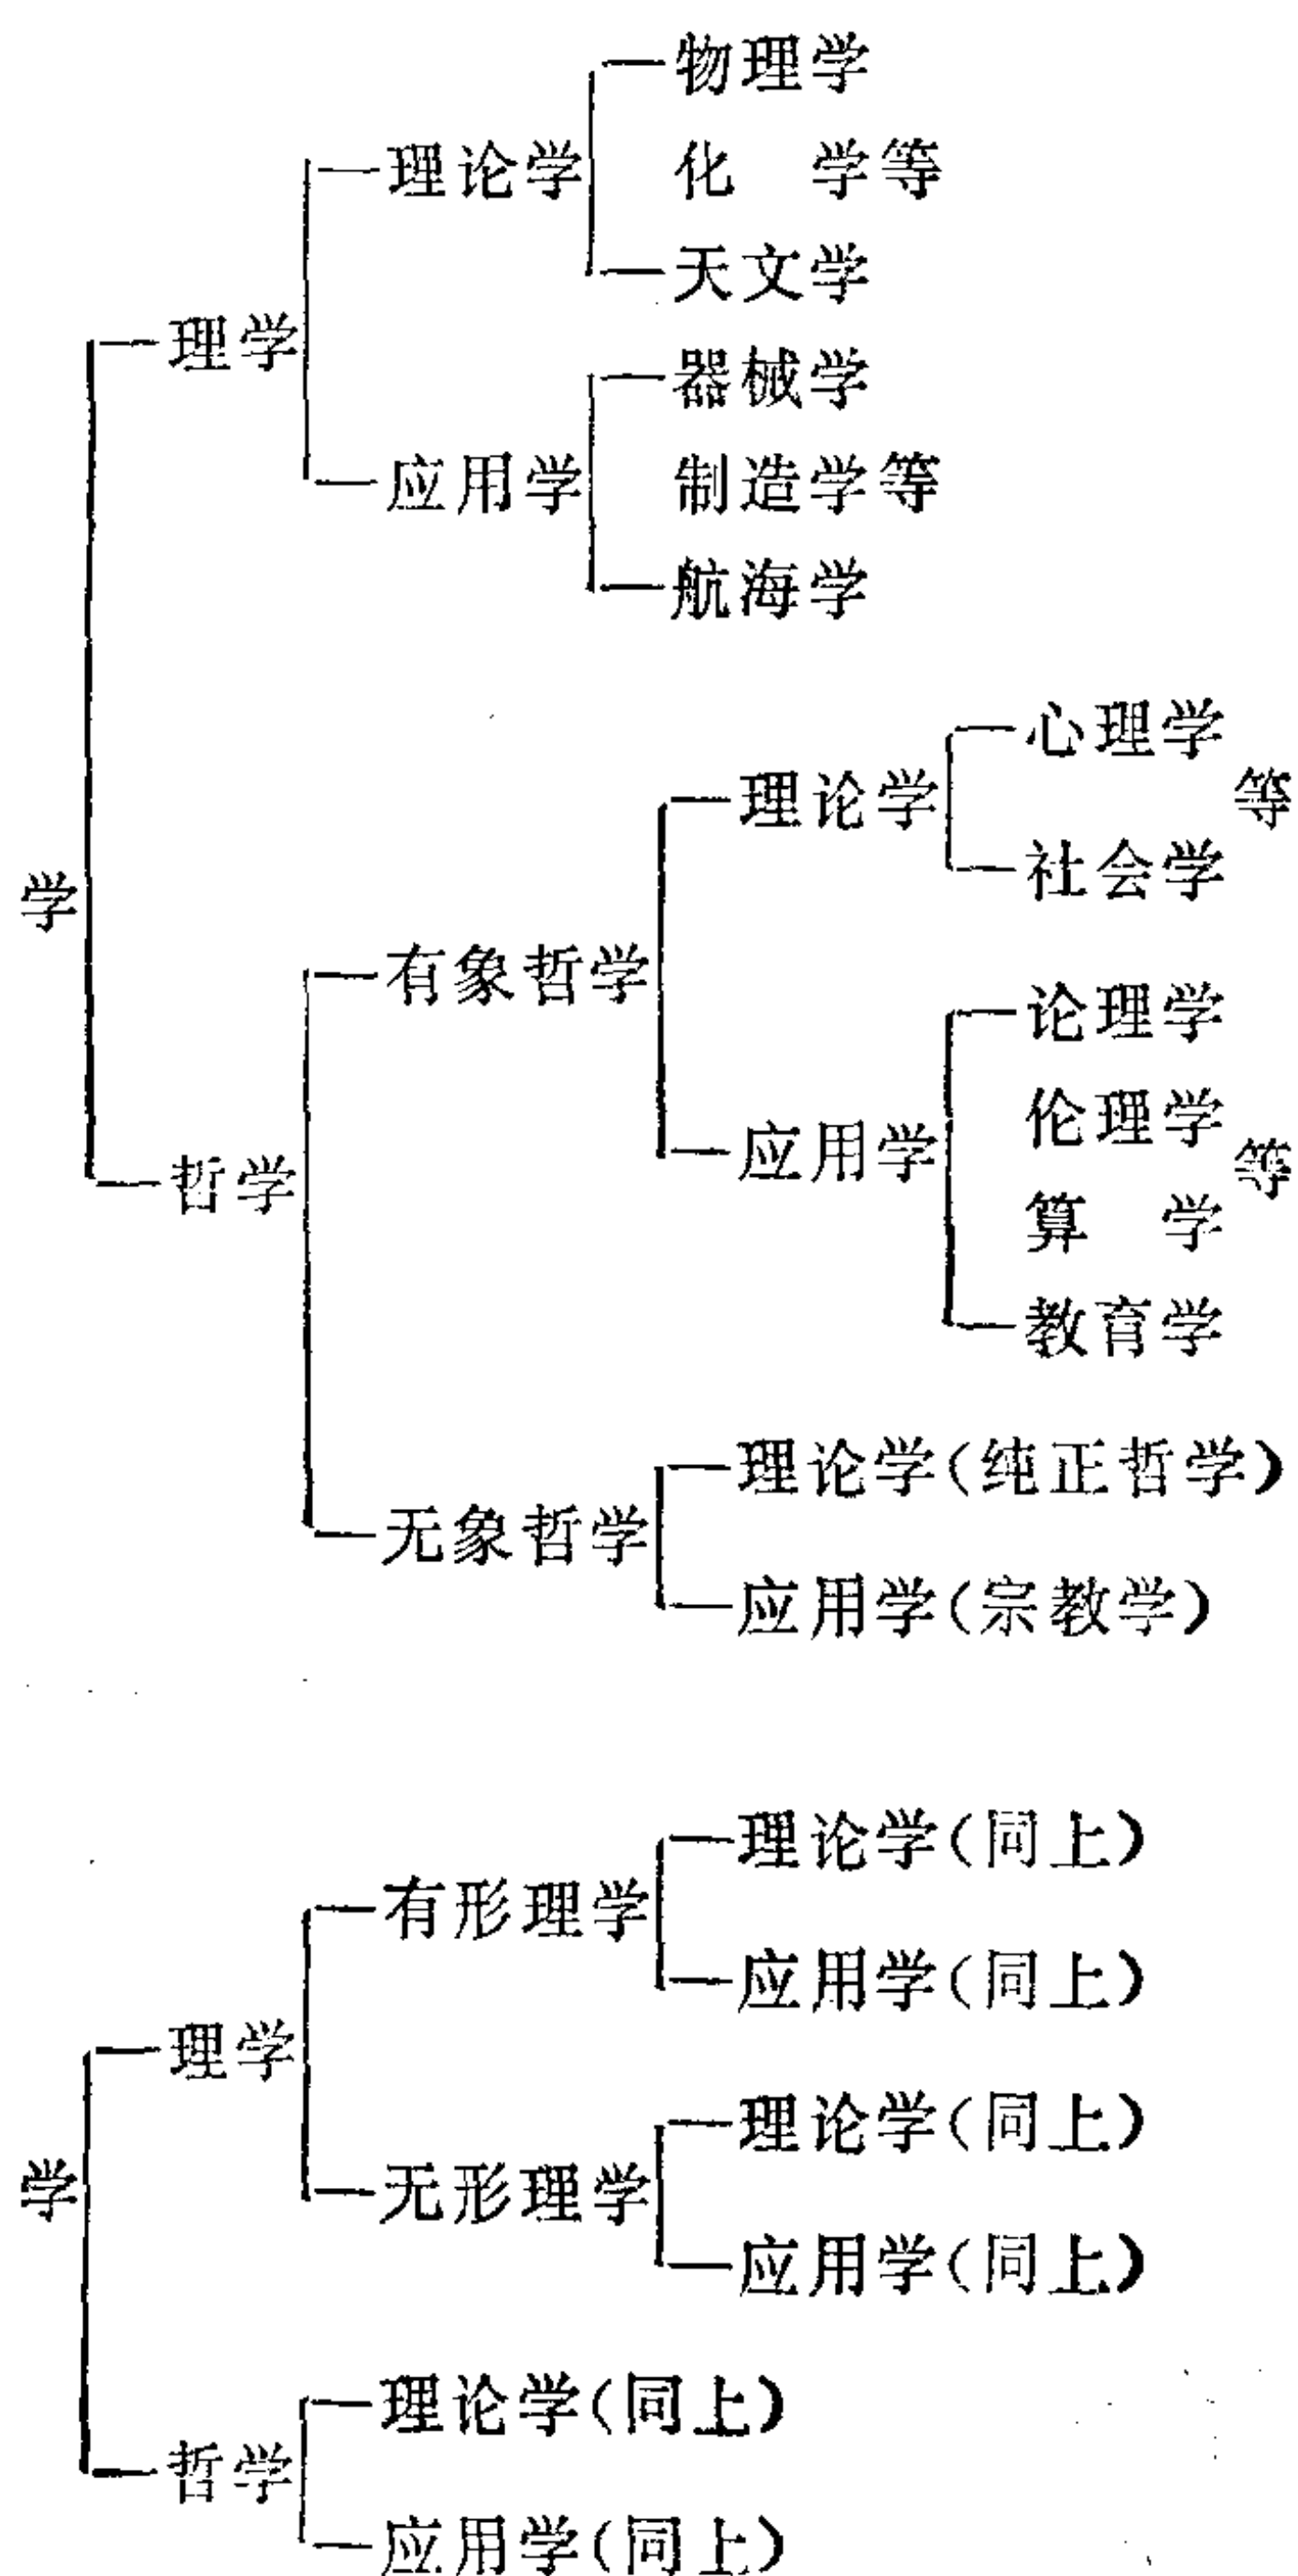 物理学
理论学 化 学等
天文学
理学 器械学
应用学 制造学等
航海学
心理学
理论学 等
社会学
学
有象哲学 论理学
伦理学
应用学 等
哲学 算 学
教育学
理论学(纯正哲学)
无象哲学
应用学(宗教学)
理论学(同上)
有形理学
应用学(同上)
理学
理论学(同上)
学 无形理学
应用学(同上)
理论学(同上)
哲学
应用学(同上)